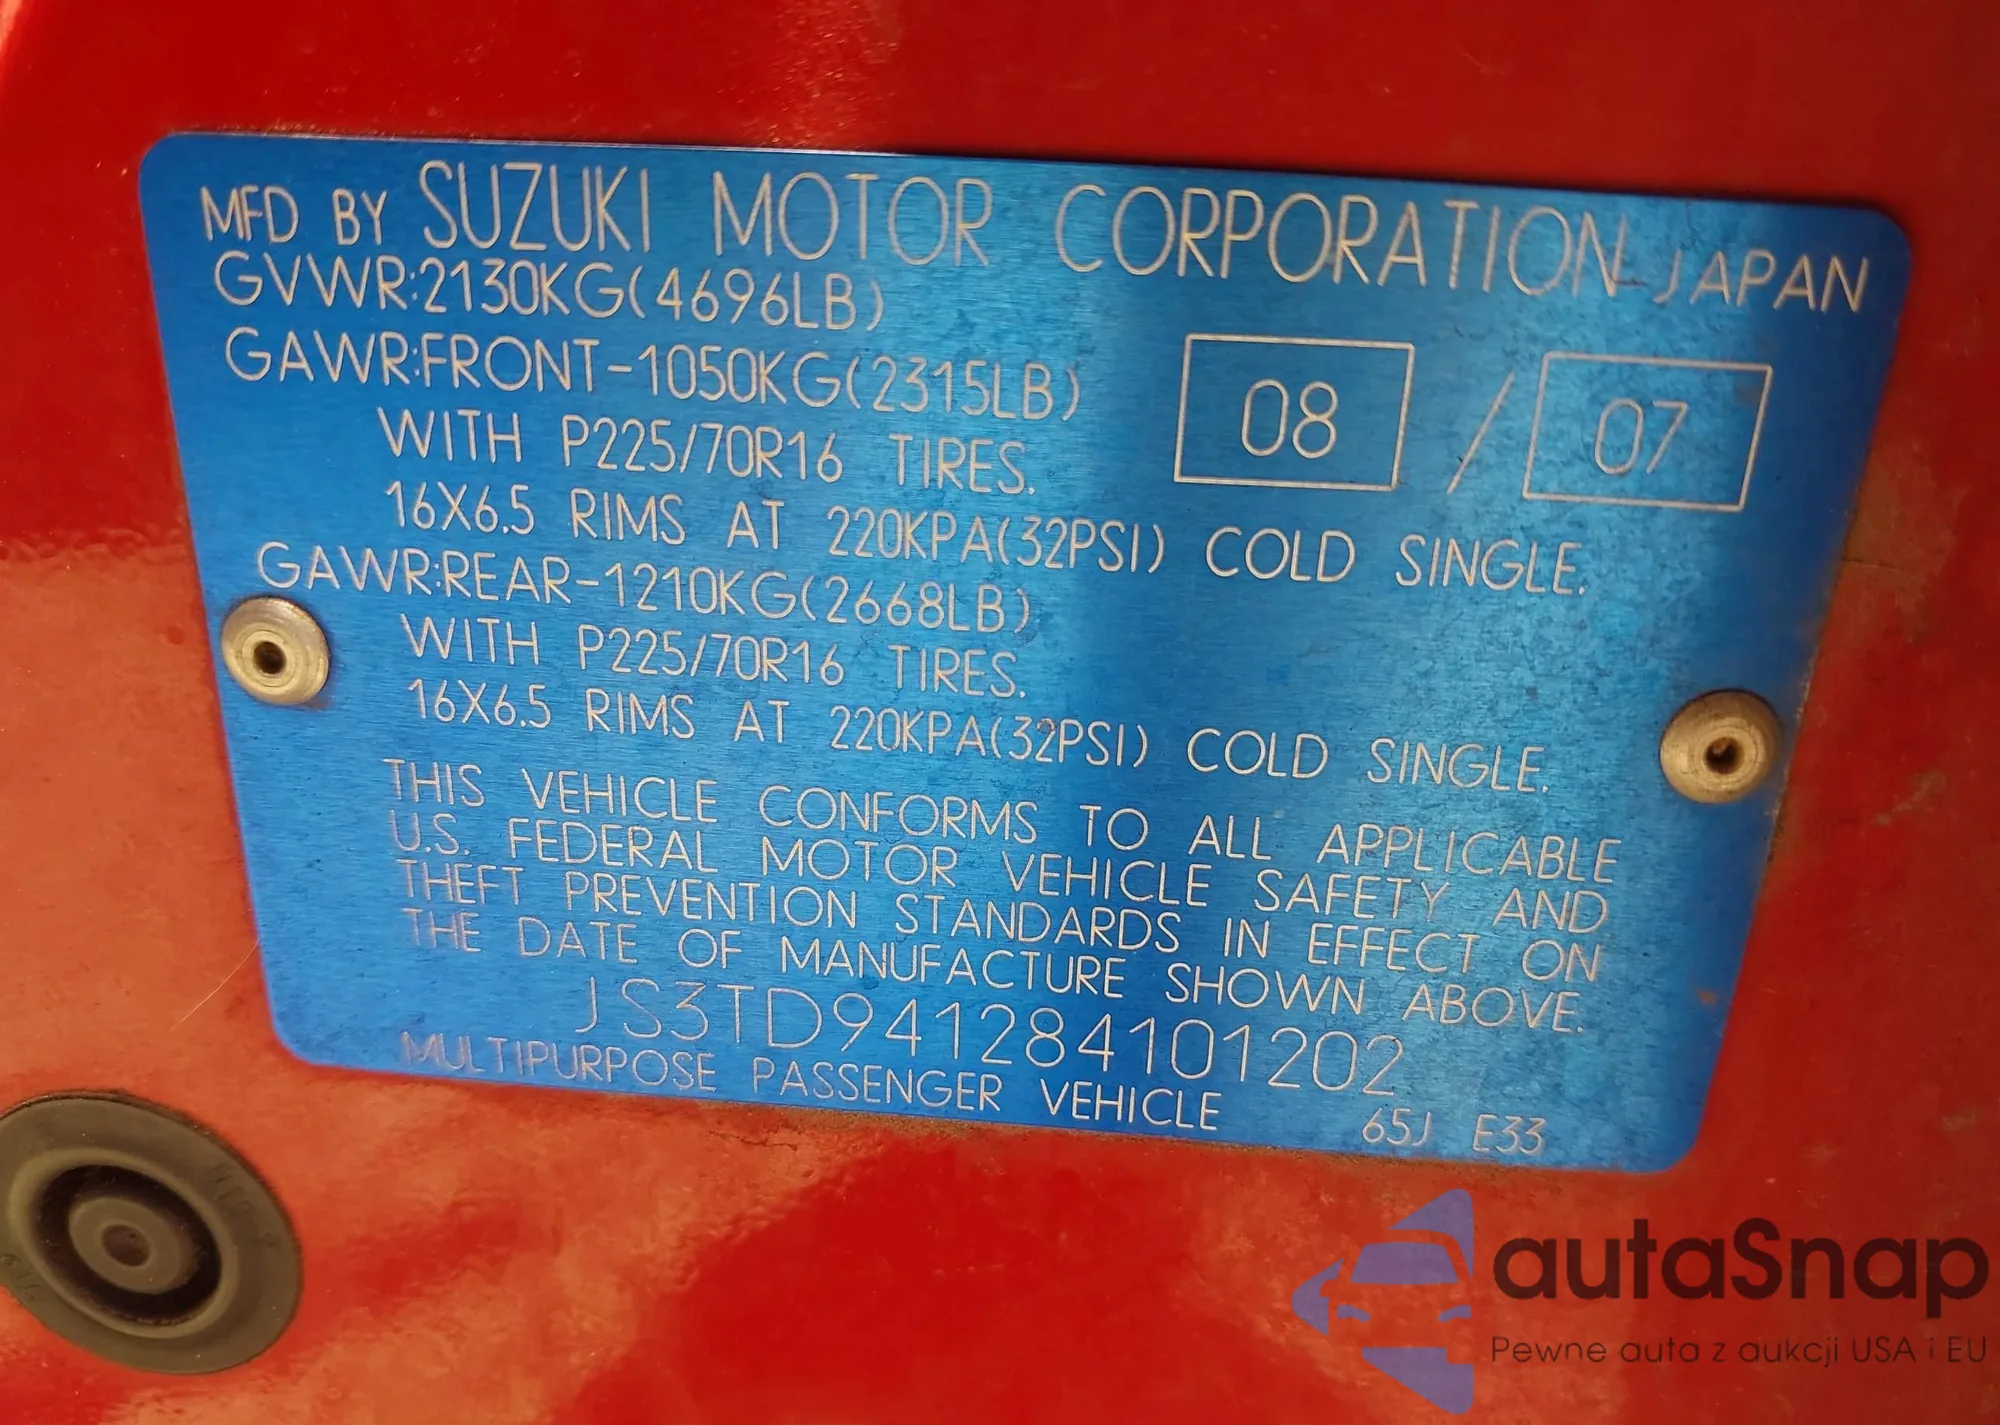 MFD BY SUZUKI MOTOR CORPORATION JAPAN
GVWR:2130KG(4696LB)
GAWR:FRONT-1050KG(2315LB)
08 / 07
WITH P225/70R16 TIRES.
16X6.5 RIMS AT 220KPA(32PSI) COLD SINGLE.
GAWR:REAR-1210KG(2668LB)
WITH P225/70R16 TIRES.
16X6.5 RIMS AT 220KPA(32PSI) COLD SINGLE.
THIS VEHICLE CONFORMS TO ALL APPLICABLE
U.S. FEDERAL MOTOR VEHICLE SAFETY AND
THEFT PREVENTION STANDARDS IN EFFECT ON
THE DATE OF MANUFACTURE SHOWN ABOVE.
JS3TD941284101202
MULTIPURPOSE PASSENGER VEHICLE 65J E33
autaSnap
Pewne auta z aukcji USA i EU